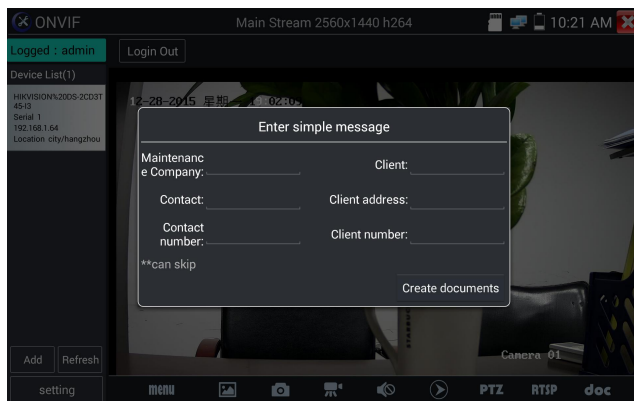 ONVIF
Main Stream 2560x1440 h264
10:21 AM
Logged : admin
Login Out
Device List(1)
HIKVISION%20DS-2CD3T
45-I3
Serial 1
192.168.1.64
Location city/hangzhou
12-28-2015 星期
Enter simple message
Maintenanc
e Company:
Client:
Contact:
Client address:
Contact
number:
Client number:
**can skip
Create documents
Camera 01
Add
Refresh
setting
menu
PTZ
RTSP
doc